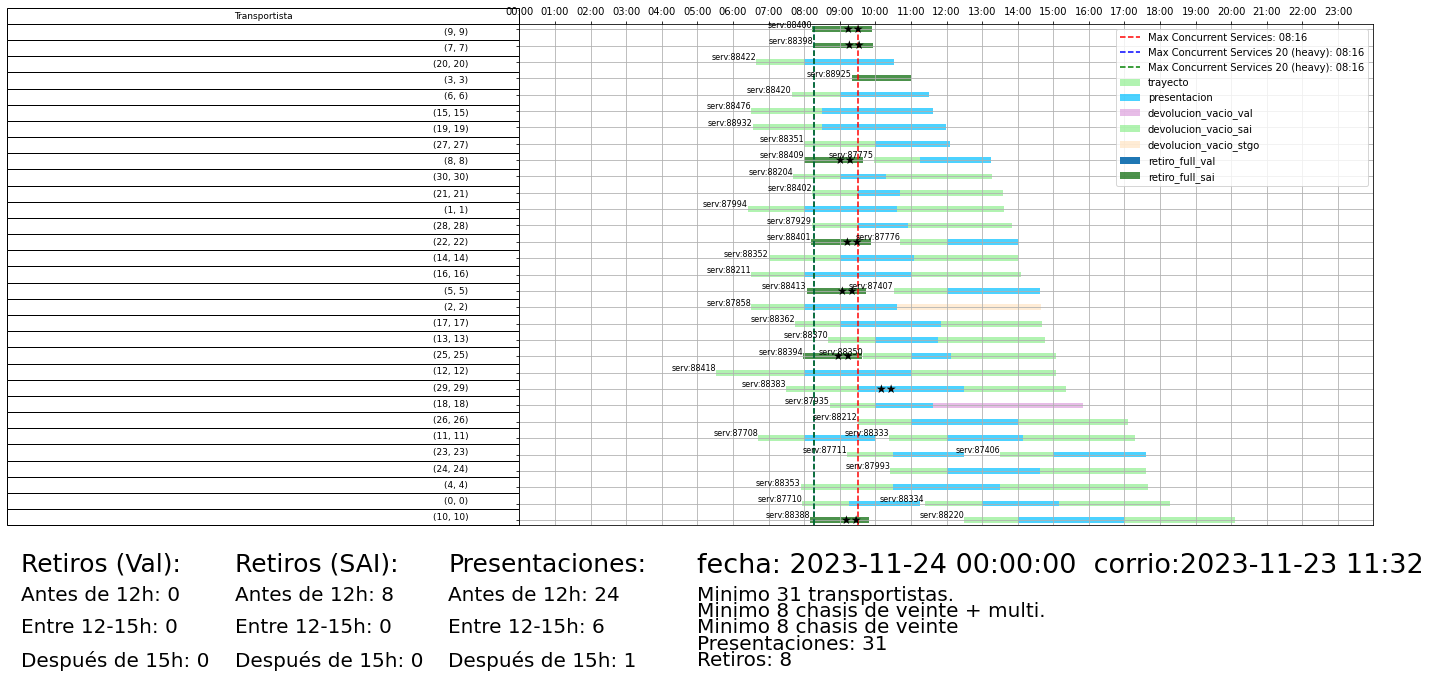 Transportista
00:00 01:00 02:00 03:00 04:00 05:00 06:00 07:00 08:00 09:00 10:00 11:00 12:00 13:00 14:00 15:00 16:00 17:00 18:00 19:00 20:00 21:00 22:00 23:00
(9, 9) serv:88400
(7, 7) serv:88398
(20, 20) serv:88422
(3, 3) serv:88925
(6, 6) serv:88420
(15, 15) serv:88476
(19, 19) serv:88932
(27, 27) serv:88351
(8, 8) serv:88409 serv:87775
(30, 30) serv:88204
(21, 21) serv:88402
(1, 1) serv:87994
(28, 28) serv:87929
(22, 22) serv:88401 serv:87776
(14, 14) serv:88352
(16, 16) serv:88211
(5, 5) serv:88413 serv:87407
(2, 2) serv:87858
(17, 17) serv:88362
(13, 13) serv:88370
(25, 25) serv:88394 serv:88350
(12, 12) serv:88418
(29, 29) serv:88383
(18, 18) serv:87935
(26, 26) serv:88212
(11, 11) serv:87708 serv:88333
(23, 23) serv:87711 serv:87406
(24, 24) serv:87993
(4, 4) serv:88353
(0, 0) serv:87710 serv:88334
(10, 10) serv:88388 serv:88220
Max Concurrent Services: 08:16
Max Concurrent Services 20 (heavy): 08:16
Max Concurrent Services 20 (heavy): 08:16
trayecto
presentacion
devolucion_vacio_val
devolucion_vacio_sai
devolucion_vacio_stgo
retiro_full_val
retiro_full_sai
Retiros (Val):
Antes de 12h: 0
Entre 12-15h: 0
Después de 15h: 0
Retiros (SAI):
Antes de 12h: 8
Entre 12-15h: 0
Después de 15h: 0
Presentaciones:
Antes de 12h: 24
Entre 12-15h: 6
Después de 15h: 1
fecha: 2023-11-24 00:00:00 corrio:2023-11-23 11:32
Minimo 31 transportistas.
Minimo 8 chasis de veinte + multi.
Minimo 8 chasis de veinte
Presentaciones: 31
Retiros: 8